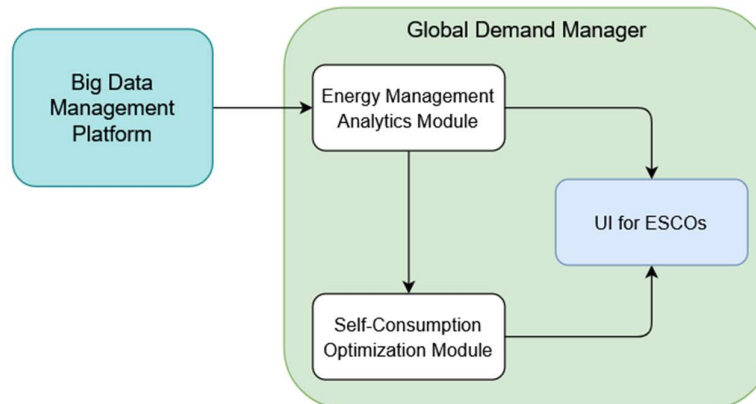 Global Demand Manager
Big Data
Management
Platform
Energy Management
Analytics Module
UI for ESCOs
Self-Consumption
Optimization Module